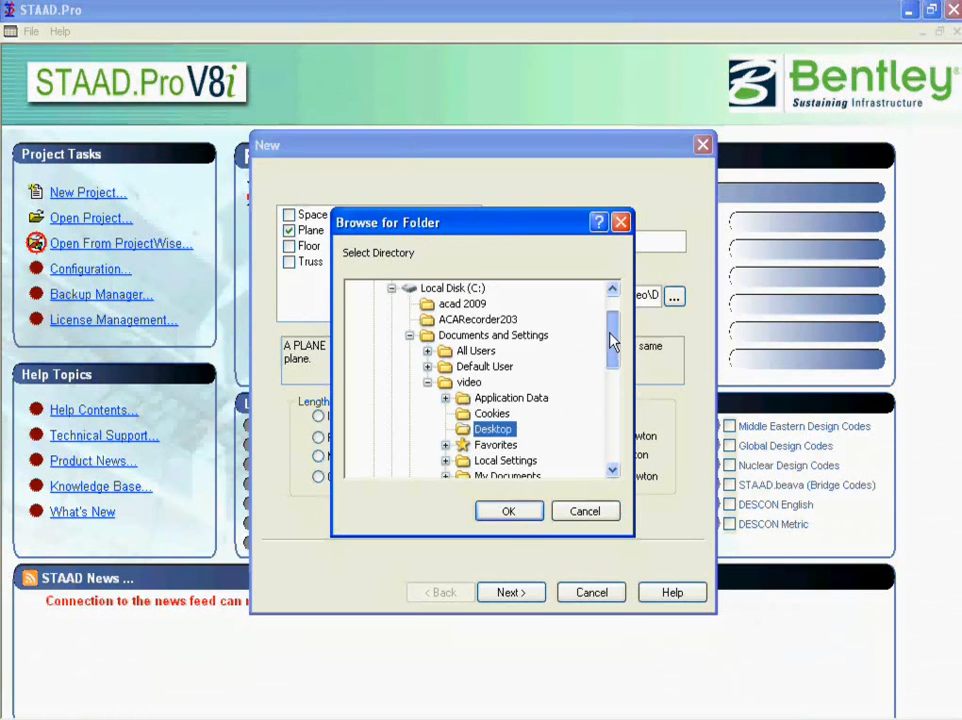 STAAD.Pro
File Help
STAAD.Pro V8i
Bentley
Sustaining Infrastructure
Project Tasks
New Project...
Open Project...
Open From ProjectWise...
Configuration...
Backup Manager...
License Management...
Help Topics
Help Contents...
Technical Support...
Product News...
Knowledge Base...
What's New
STAAD News ...
Connection to the news feed can
New
Space
Plane
Floor
Truss
eo\D
...
A PLANE
plane.
same
Length
Browse for Folder
Select Directory
Local Disk (C:)
acad 2009
ACARecorder203
Documents and Settings
All Users
Default User
video
Application Data
Cookies
Desktop
Favorites
Local Settings
My Documents
OK
Cancel
wton
on
wton
< Back
Next >
Cancel
Help
Middle Eastern Design Codes
Global Design Codes
Nuclear Design Codes
STAAD.beava (Bridge Codes)
DESCON English
DESCON Metric